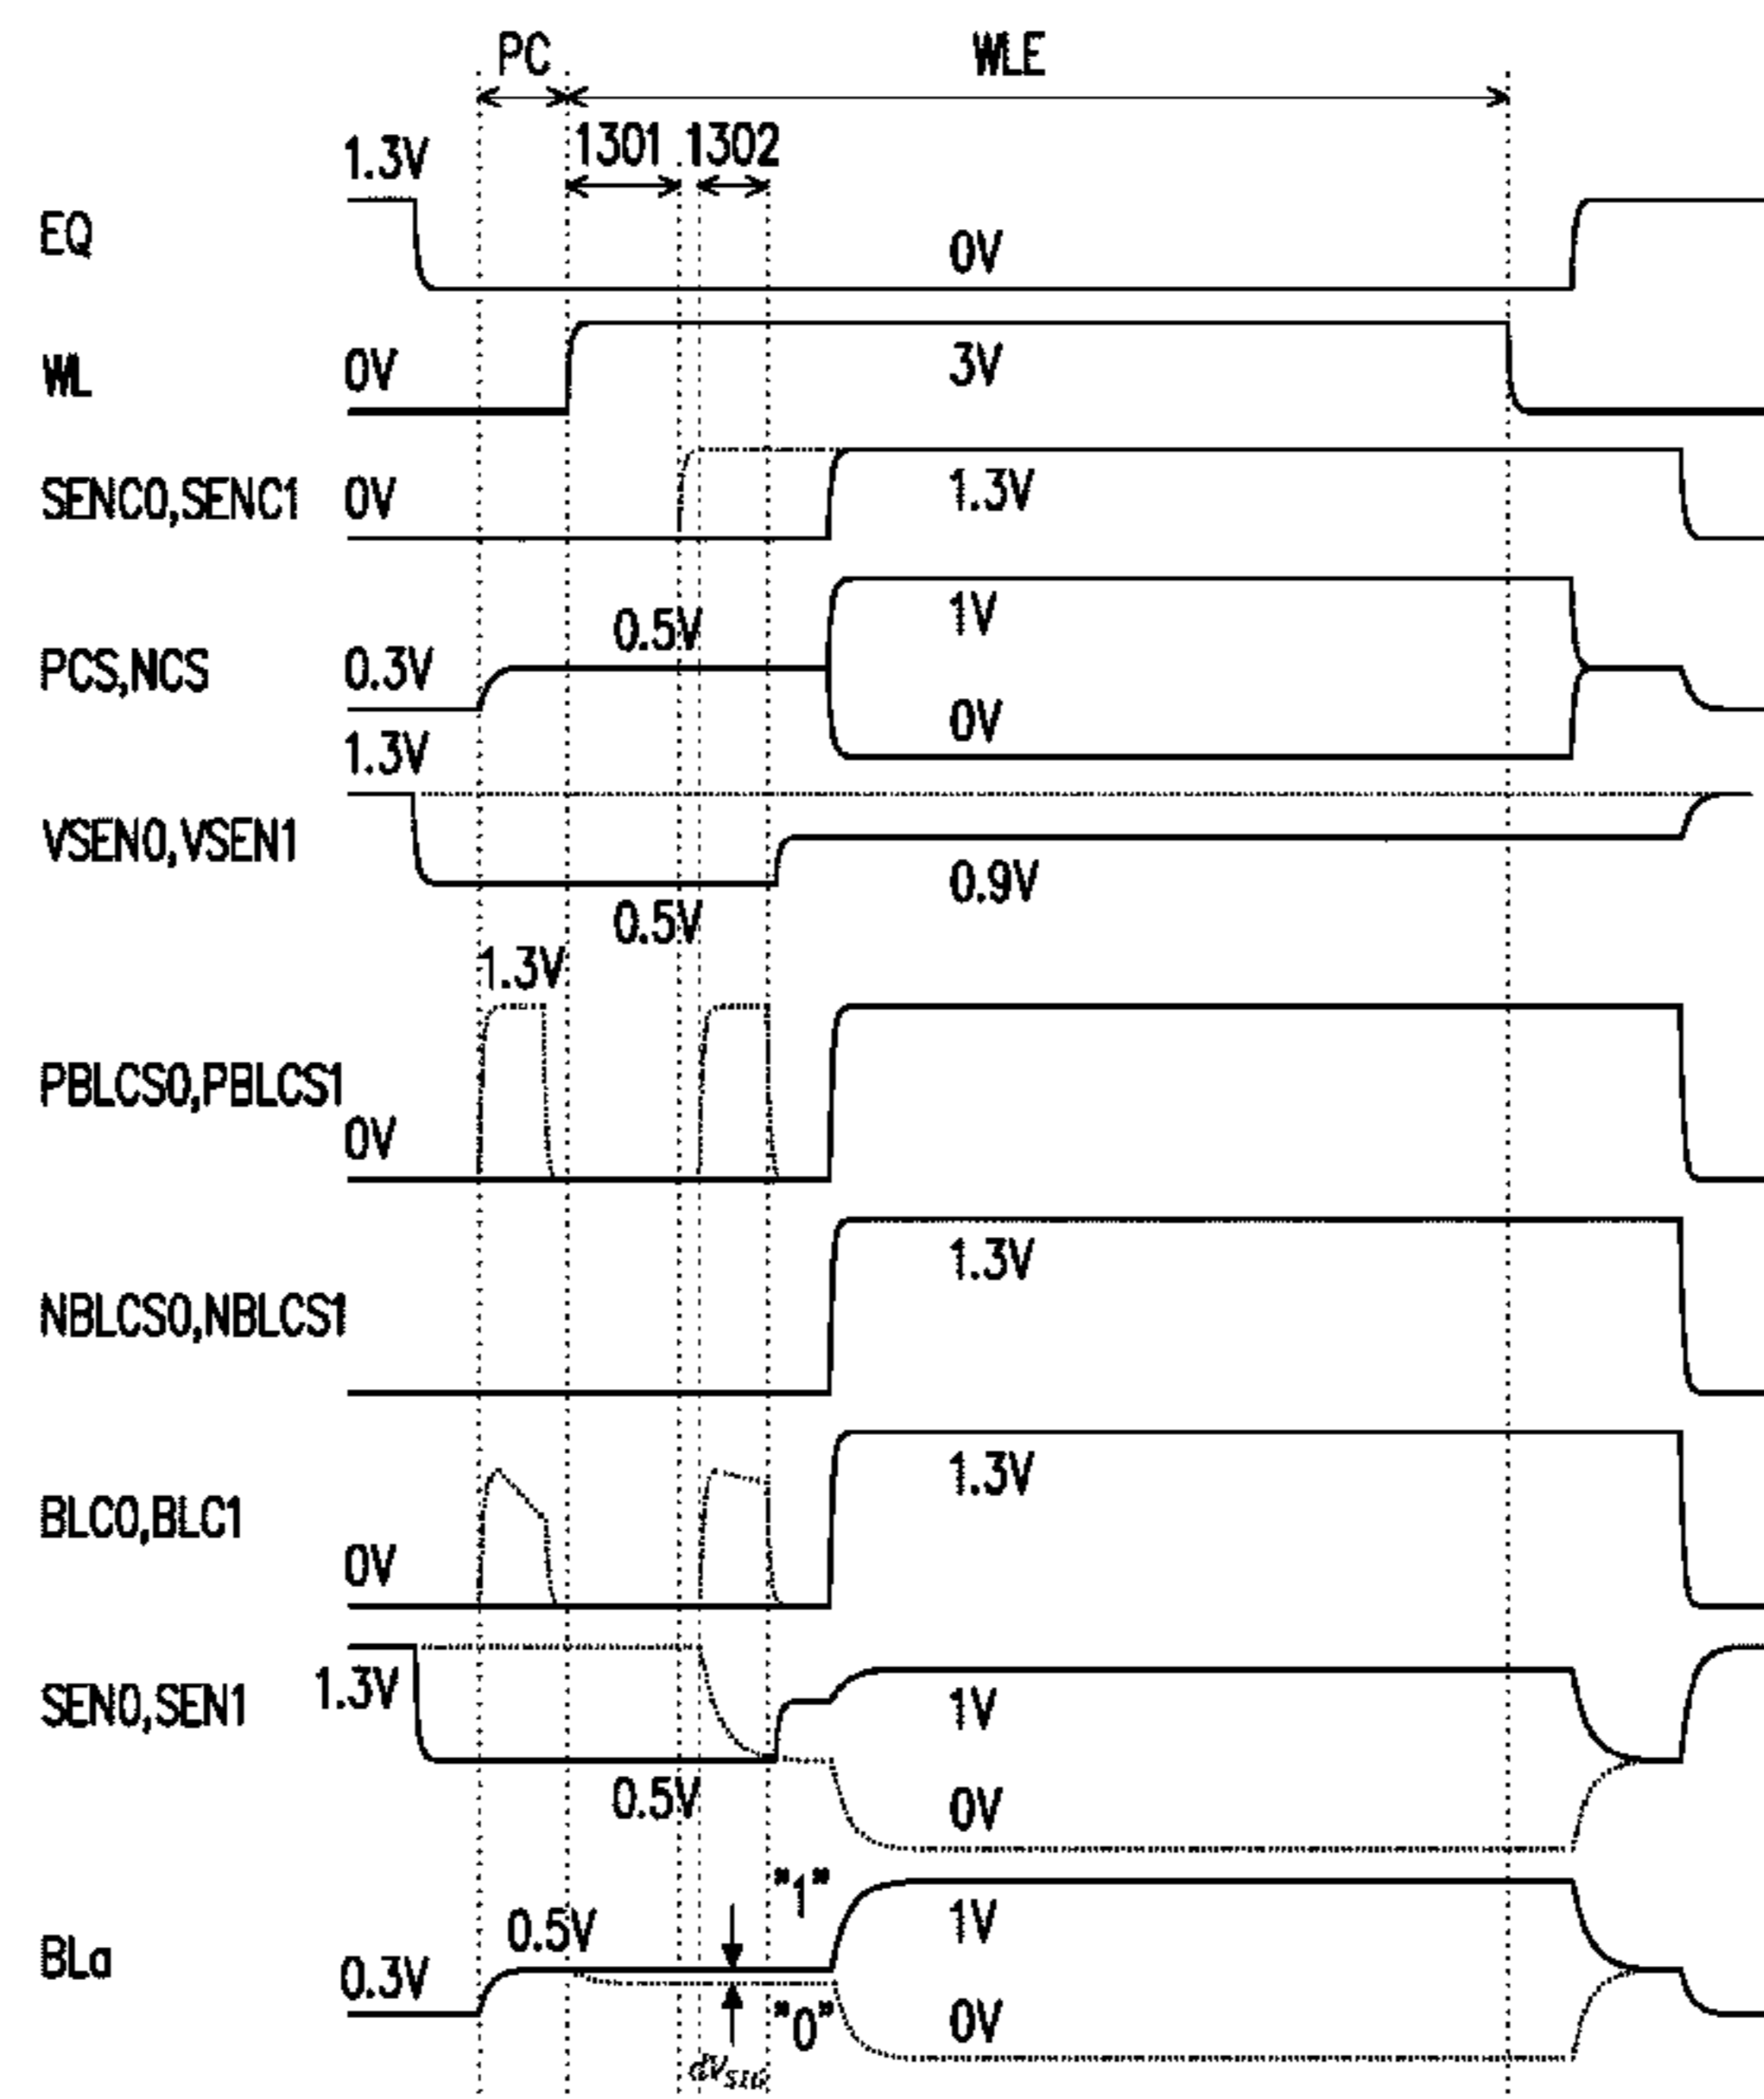 PC WLE
1301 1302
1.3V
EQ 0V
WL 0V 3V
SENC0,SENC1 0V 1.3V
0.5V 1V
PCS,NCS 0.3V
0V
1.3V
VSEN0,VSEN1
0.9V
0.5V
1.3V
PBLCS0,PBLCS1
0V
1.3V
NBLCS0,NBLCS1
1.3V
BLC0,BLC1
0V
SEN0,SEN1 1.3V 1V
0.5V 0V
"1"
0.5V 1V
BLa
0.3V
"0" 0V
dVSIG